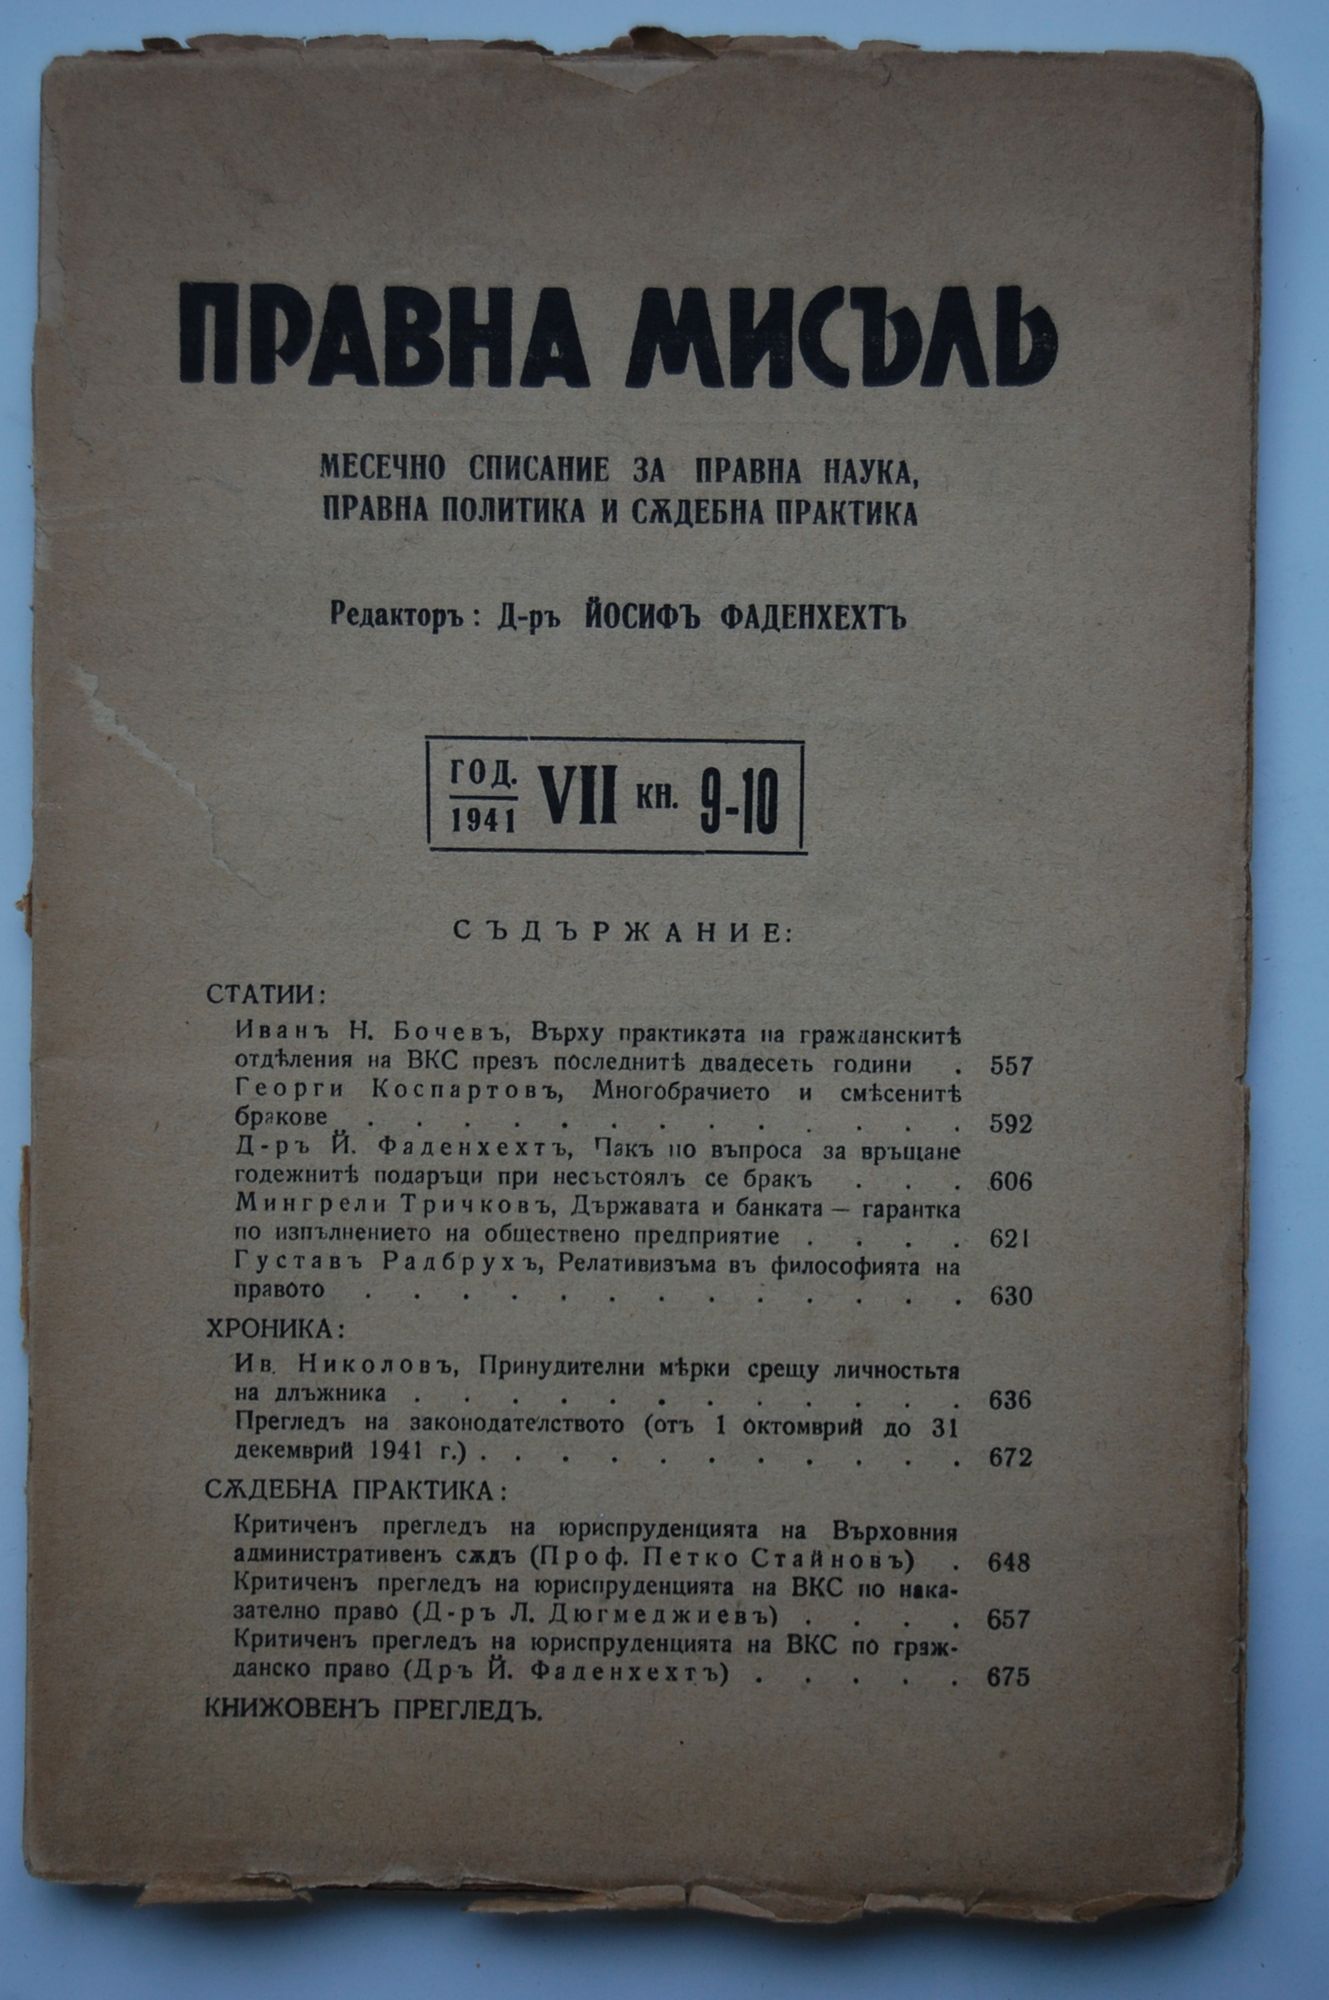 ПРАВНА МИСЪЛЬ
МЕСЕЧНО СПИСАНИЕ ЗА ПРАВНА НАУКА,
ПРАВНА ПОЛИТИКА И СѪДЕБНА ПРАКТИКА
Редакторъ: Д-ръ ЙОСИФЪ ФАДЕНХЕХТЪ
ГОД. 1941 VII КН. 9-10
СЪДЪРЖАНИЕ:
СТАТИИ:
Иванъ Н. Бочевъ, Върху практиката на гражданскитѣ
отдѣления на ВКС презъ последнитѣ двадесеть години . 557
Георги Коспартовъ, Многобрачието и смѣсенитѣ
бракове . . . . . . . . . . . . . 592
Д-ръ Й. Фаденхехтъ, Пакъ по въпроса за връщане
годежнитѣ подаръци при несъстоялъ се бракъ . . . 606
Мингрели Тричковъ, Държавата и банката — гарантка
по изпълнението на обществено предприятие . . . . 621
Густавъ Радбрухъ, Релативизъма въ философията на
правото . . . . . . . . . . . . . 630
ХРОНИКА:
Ив. Николовъ, Принудителни мѣрки срещу личностьта
на длъжника . . . . . . . . . . . . 636
Прегледъ на законодателството (отъ 1 октомврий до 31
декемврий 1941 г.) . . . . . . . . . . . 672
СѪДЕБНА ПРАКТИКА:
Критиченъ прегледъ на юриспруденцията на Върховния
административенъ сѫдъ (Проф. Петко Стайновъ) . 648
Критиченъ прегледъ на юриспруденцията на ВКС по нака-
зателно право (Д-ръ Л. Дюгмеджиевъ) . . . . 657
Критиченъ прегледъ на юриспруденцията на ВКС по граж-
данско право (Дръ Й. Фаденхехтъ) . . . . . 675
КНИЖОВЕНЪ ПРЕГЛЕДЪ.